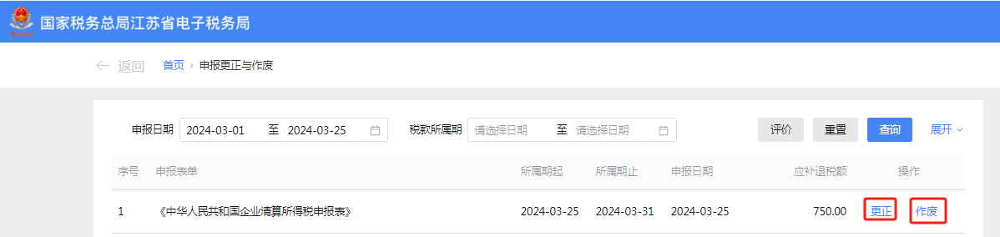 国家税务总局江苏省电子税务局
返回 首页 › 申报更正与作废
申报日期 2024-03-01 至 2024-03-25 税款所属期 请选择日期 至 请选择日期 评价 重置 查询 展开
序号 申报表单 所属期起 所属期止 申报日期 应补退税额 操作
1 《中华人民共和国企业清算所得税申报表》 2024-03-25 2024-03-31 2024-03-25 750.00 更正 作废